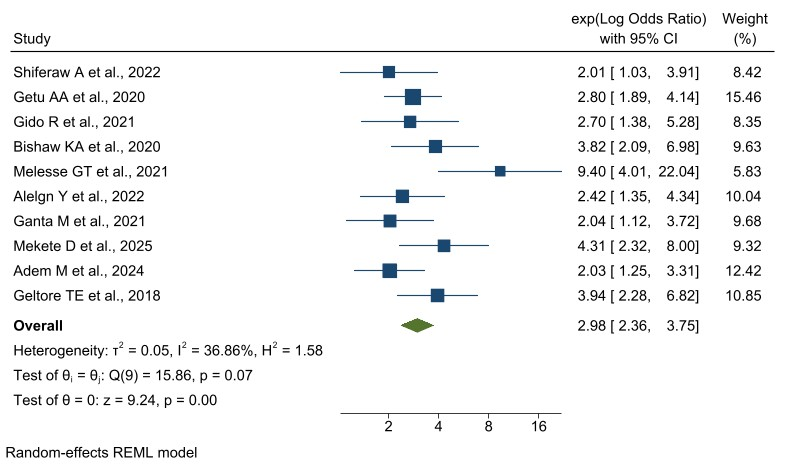 exp(Log Odds Ratio) Weight
Study with 95% CI (%)
Shiferaw A et al., 2022 2.01 [ 1.03, 3.91] 8.42
Getu AA et al., 2020 2.80 [ 1.89, 4.14] 15.46
Gido R et al., 2021 2.70 [ 1.38, 5.28] 8.35
Bishaw KA et al., 2020 3.82 [ 2.09, 6.98] 9.63
Melesse GT et al., 2021 9.40 [ 4.01, 22.04] 5.83
Alelgn Y et al., 2022 2.42 [ 1.35, 4.34] 10.04
Ganta M et al., 2021 2.04 [ 1.12, 3.72] 9.68
Mekete D et al., 2025 4.31 [ 2.32, 8.00] 9.32
Adem M et al., 2024 2.03 [ 1.25, 3.31] 12.42
Geltore TE et al., 2018 3.94 [ 2.28, 6.82] 10.85
Overall 2.98 [ 2.36, 3.75]
Heterogeneity: τ² = 0.05, I² = 36.86%, H² = 1.58
Test of θᵢ = θⱼ: Q(9) = 15.86, p = 0.07
Test of θ = 0: z = 9.24, p = 0.00
2 4 8 16
Random-effects REML model